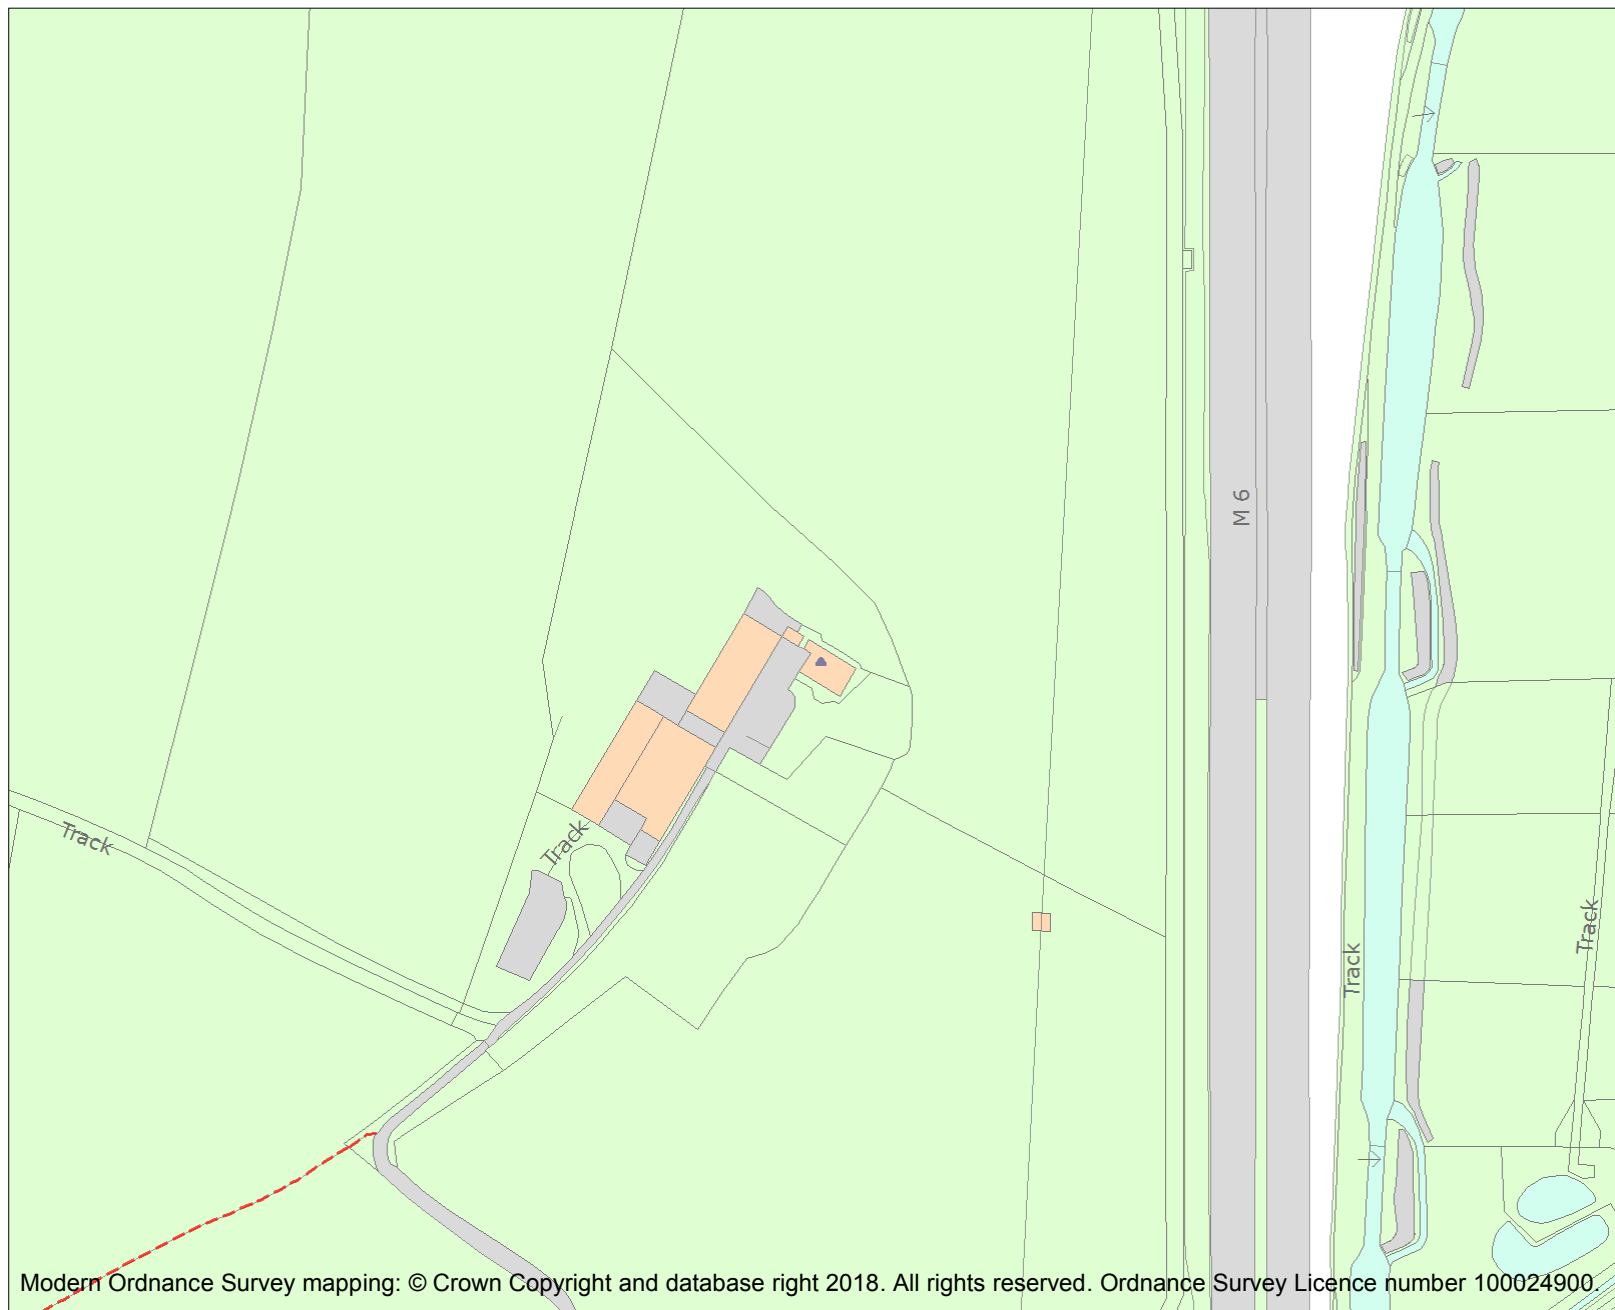 M 6
Track
Track
Track
Track
Modern Ordnance Survey mapping: © Crown Copyright and database right 2018. All rights reserved. Ordnance Survey Licence number 100024900.